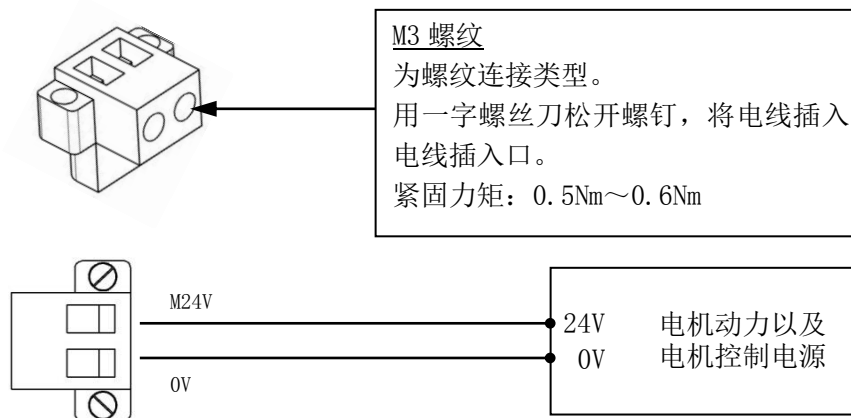 M3 螺纹
为螺纹连接类型。
用一字螺丝刀松开螺钉，将电线插入
电线插入口。
紧固力矩：0.5Nm～0.6Nm
M24V
24V 电机动力以及
0V 电机控制电源
0V